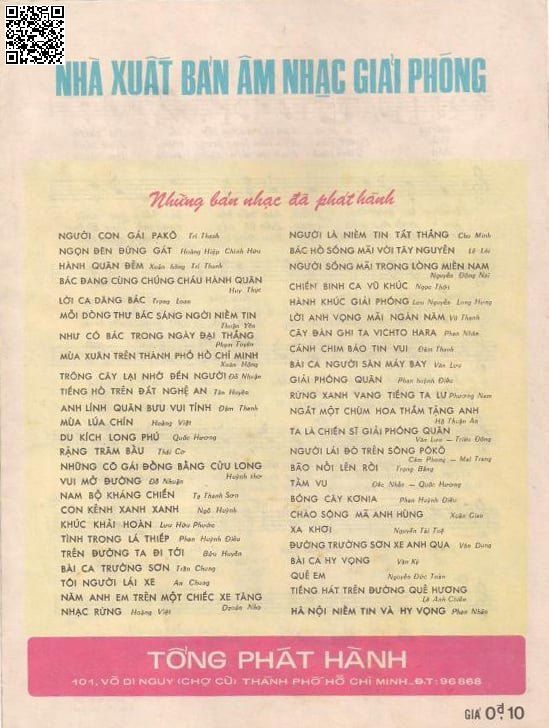 NHÀ XUẤT BẢN ÂM NHẠC GIẢI PHÓNG
Những bản nhạc đã phát hành
NGƯỜI CON GÁI PAKÔ Trí Thanh
NGỌN ĐÈN ĐỨNG GÁT Hoàng Hiệp Chính Hữu
HÀNH QUÂN ĐÊM Xuân hồng Trí Thanh
BÁC ĐANG CÙNG CHÚNG CHÁU HÀNH QUÂN
Huy Thục
LỜI CA DÂNG BÁC Trọng Loan
MỖI DÒNG THƯ BÁC SÁNG NGỜI NIỀM TIN
Thuận Yến
NHƯ CÓ BÁC TRONG NGÀY ĐẠI THẮNG
Phạm Tuyên
MÙA XUÂN TRÊN THÀNH PHỐ HỒ CHÍ MINH
Xuân Hồng
TRỒNG CÂY LẠI NHỚ ĐẾN NGƯỜI Đỗ Nhuận
TIẾNG HÒ TRÊN ĐẤT NGHỆ AN Tân Huyền
ANH LÍNH QUÂN BƯU VUI TÍNH Đàm Thanh
MÙA LÚA CHÍN Hoàng Việt
DU KÍCH LONG PHÚ Quốc Hương
RẶNG TRÂM BẦU Thái Cơ
NHỮNG CÔ GÁI ĐỒNG BẰNG CỬU LONG
Huỳnh thơ
VUI MỞ ĐƯỜNG Đỗ Nhuận
NAM BỘ KHÁNG CHIẾN Tạ Thanh Sơn
CON KÊNH XANH XANH Ngô Huỳnh
KHÚC KHẢI HOÀN Lưu Hữu Phước
TÌNH TRONG LÁ THIẾP Phan Huỳnh Điểu
TRÊN ĐƯỜNG TA ĐI TỚI Bửu Huyền
BÀI CA TRƯỜNG SƠN Trần Chung
TÔI NGƯỜI LÁI XE An Chung
NĂM ANH EM TRÊN MỘT CHIẾC XE TĂNG
Doãn Nho
NHẠC RỪNG Hoàng Việt
NGƯỜI LÀ NIỀM TIN TẤT THẮNG Chu Minh
BÁC HỒ SỐNG MÃI VỚI TÂY NGUYÊN Lê Lôi
NGƯỜI SỐNG MÃI TRONG LÒNG MIỀN NAM
Nguyễn Đồng Nai
CHIẾN BINH CA VŨ KHÚC Ngọc Thới
HÀNH KHÚC GIẢI PHÓNG Lưu Nguyễn Long Hưng
LỜI ANH VỌNG MÃI NGÀN NĂM Vũ Thanh
CÂY ĐÀN GHI TA VICHTO HARA Phan Nhân
CÁNH CHIM BÁO TIN VUI Đàm Thanh
BÀI CA NGƯỜI SĂN MÁY BAY Văn Lưu
GIẢI PHÓNG QUÂN Phan huỳnh Điểu
RỪNG XANH VANG TIẾNG TA LƯ Phương Nam
NGẮT MỘT CHÙM HOA THẮM TẶNG ANH
Hồ Thuận An
TA LÀ CHIẾN SĨ GIẢI PHÓNG QUÂN
Văn Lưu — Triều Dâng
NGƯỜI LÁI ĐÒ TRÊN SÔNG PÔKÔ
Cẩm Phong — Mai Trang
BÃO NỔI LÊN RỒI Trọng Bằng
TẦM VU Đắc Nhẫn — Quốc Hương
BÓNG CÂY KƠNIA Phan Huỳnh Điểu
CHÀO SÔNG MÃ ANH HÙNG Xuân Giao
XA KHƠI Nguyễn Tài Tuệ
ĐƯỜNG TRƯỜNG SƠN XE ANH QUA Văn Dung
BÀI CA HY VỌNG Văn Ký
QUÊ EM Nguyễn Đức Toàn
TIẾNG HÁT TRÊN ĐƯỜNG QUÊ HƯƠNG
Lê Anh Chiến
HÀ NỘI NIỀM TIN VÀ HY VỌNG Phan Nhân
TỔNG PHÁT HÀNH
101, VÕ DI NGUY (CHỢ CŨ) THÀNH PHỐ HỒ CHÍ MINH_ĐT: 96868
GIÁ 0đ.10